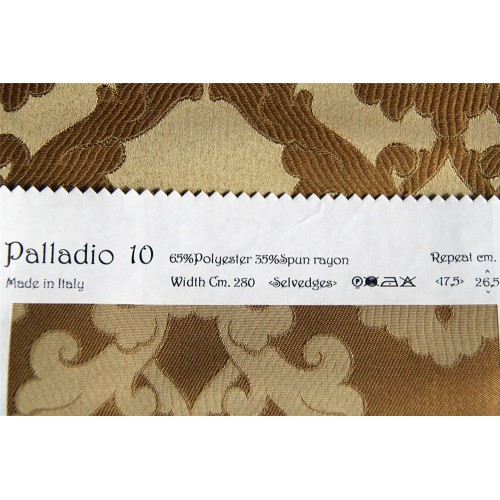 Palladio 10 65%Polyester 35%Spun rayon Repeat cm.
Made in Italy Width Cm. 280 <Selvedges> <17,5> 26,5